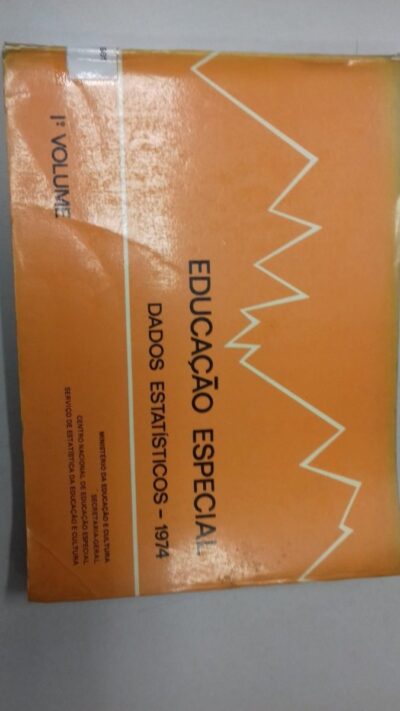 EDUCAÇÃO ESPECIAL
DADOS ESTATÍSTICOS - 1974
MINISTÉRIO DA EDUCAÇÃO E CULTURA
SECRETARIA-GERAL
CENTRO NACIONAL DE EDUCAÇÃO ESPECIAL
SERVIÇO DE ESTATÍSTICA DA EDUCAÇÃO E CULTURA
1º VOLUME